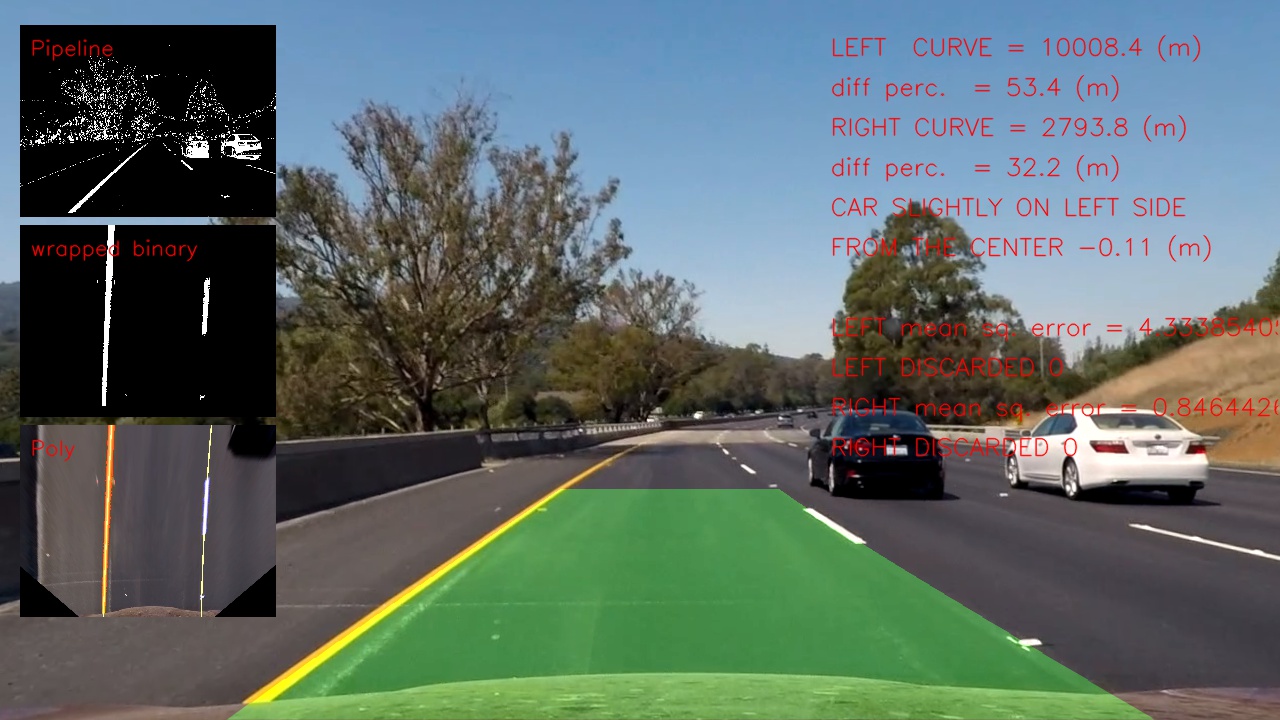 Pipeline
wrapped binary
Poly
LEFT CURVE = 10008.4 (m)
diff perc. = 53.4 (m)
RIGHT CURVE = 2793.8 (m)
diff perc. = 32.2 (m)
CAR SLIGHTLY ON LEFT SIDE
FROM THE CENTER -0.11 (m)
LEFT mean sq. error = 4.33385405
LEFT DISCARDED 0
RIGHT mean sq. error = 0.8464426
RIGHT DISCARDED 0